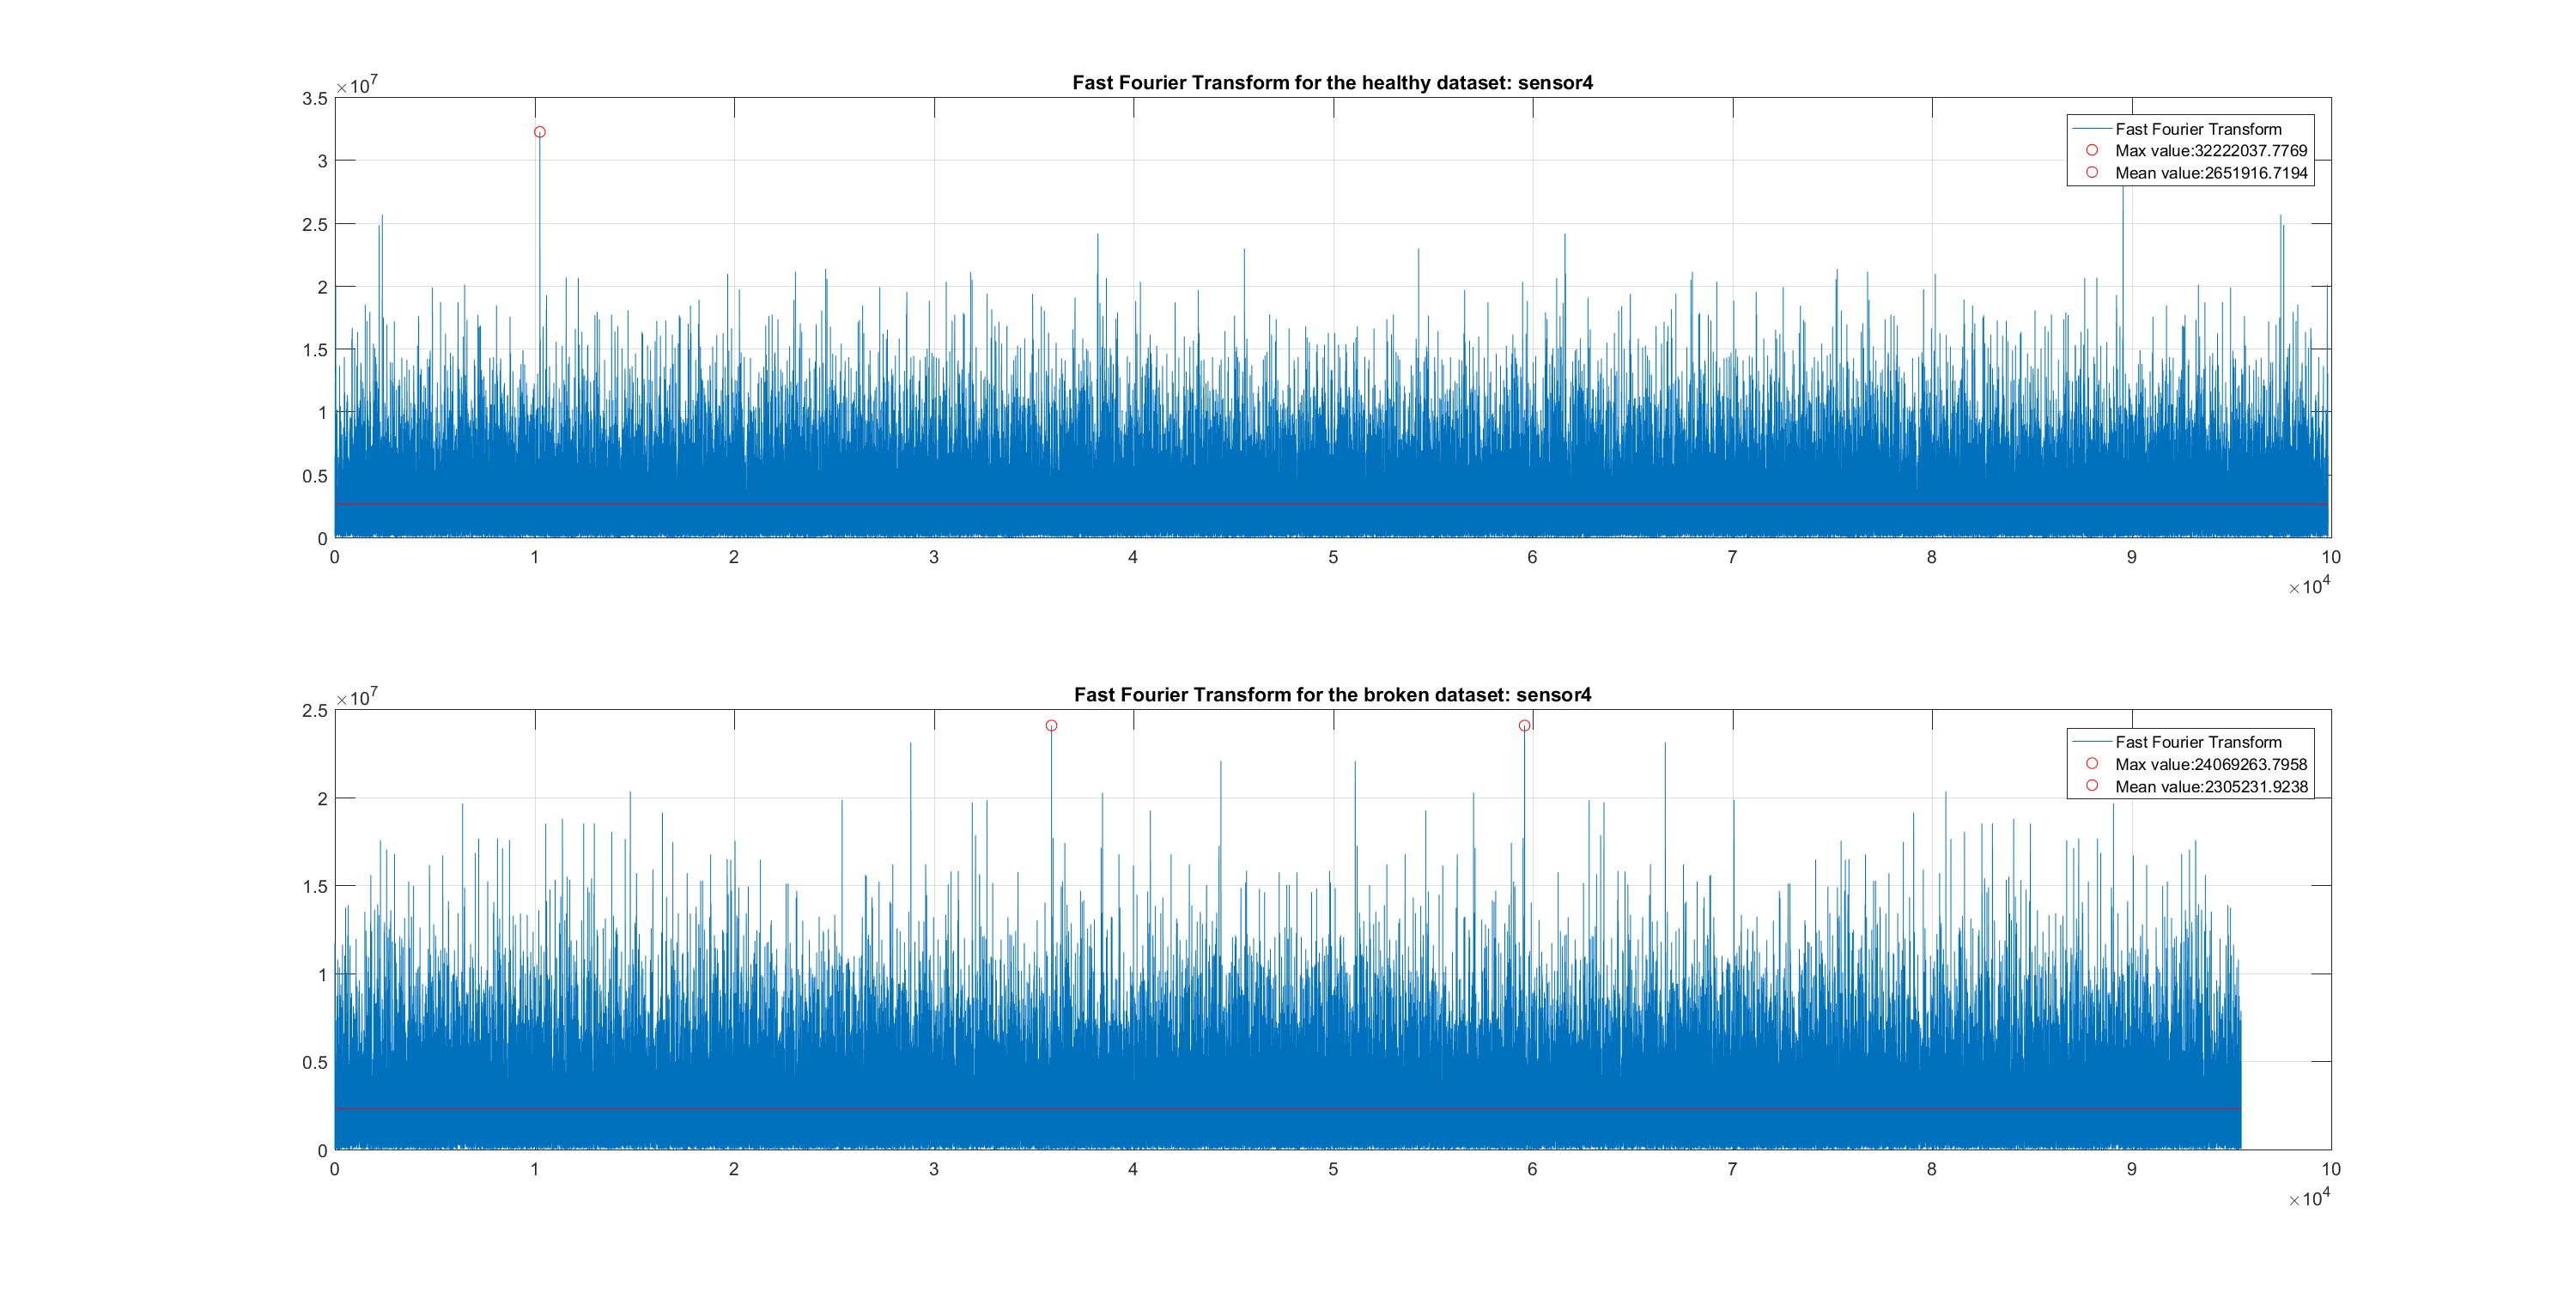 Fast Fourier Transform for the healthy dataset: sensor4
×10^7
3.5
3
2.5
2
1.5
1
0.5
0
Fast Fourier Transform
Max value:32222037.7769
Mean value:2651916.7194
0 1 2 3 4 5 6 7 8 9 10
×10^4
Fast Fourier Transform for the broken dataset: sensor4
×10^7
2.5
2
1.5
1
0.5
0
Fast Fourier Transform
Max value:24069263.7958
Mean value:2305231.9238
0 1 2 3 4 5 6 7 8 9 10
×10^4